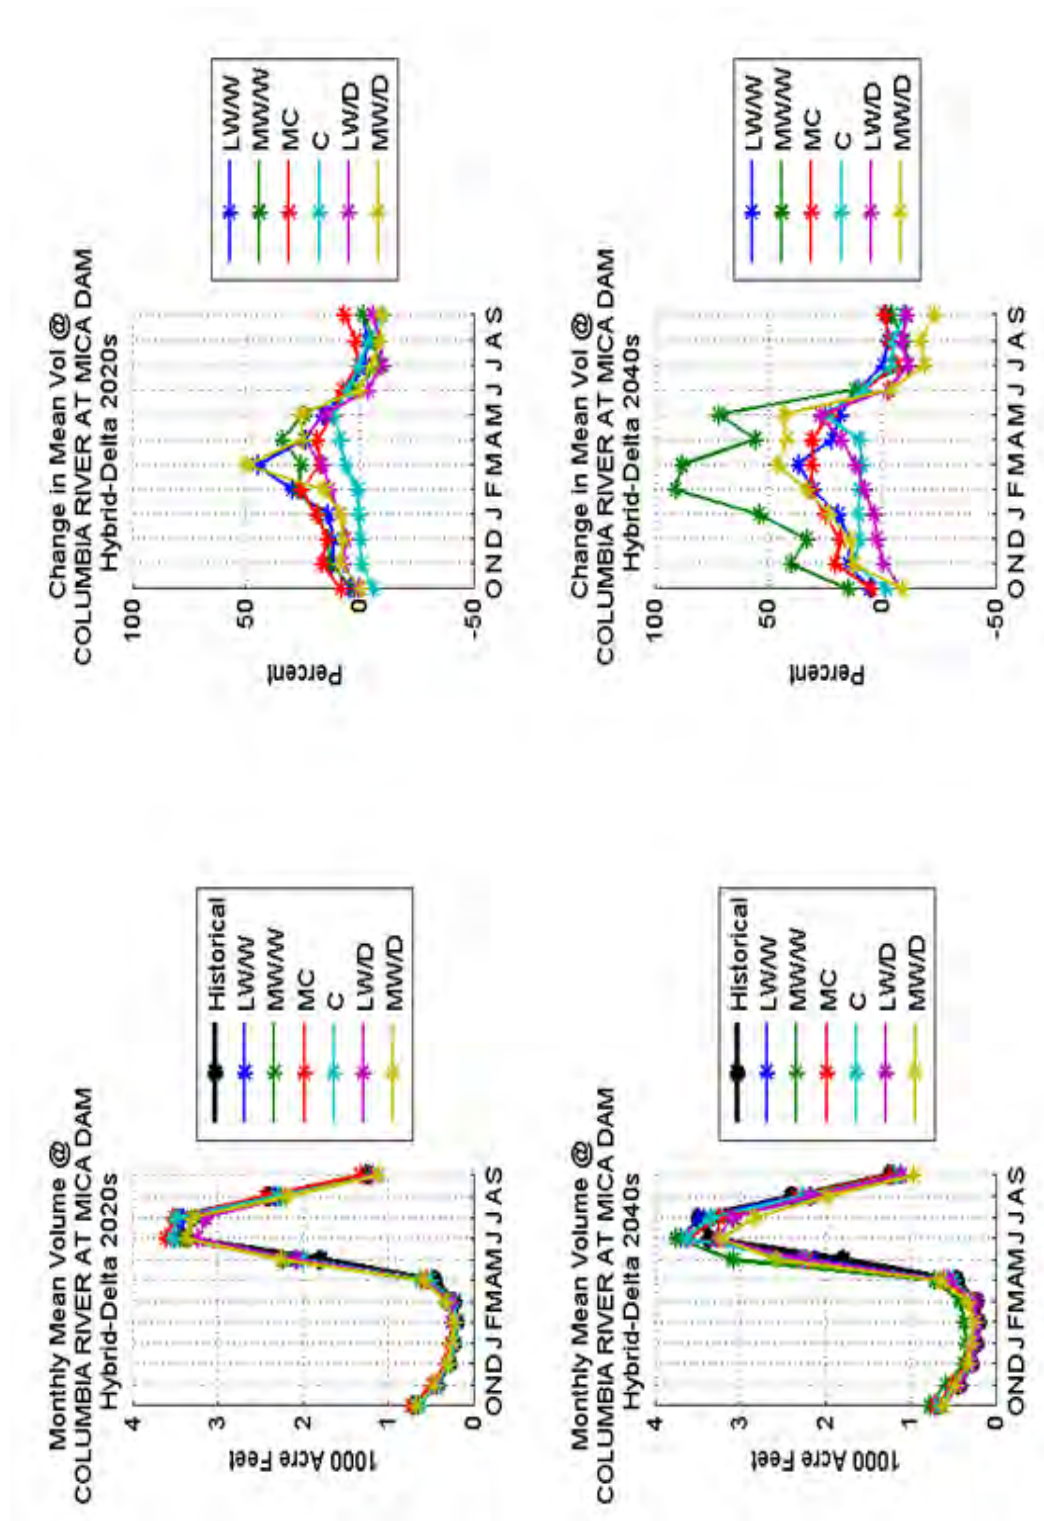 Change in Mean Vol @
COLUMBIA RIVER AT MICA DAM
Hybrid-Delta 2020s
100
50
0
-50
Percent
O N D J F M A M J J A S
LW/W
MW/W
MC
C
LW/D
MW/D
Change in Mean Vol @
COLUMBIA RIVER AT MICA DAM
Hybrid-Delta 2040s
100
50
0
-50
Percent
O N D J F M A M J J A S
LW/W
MW/W
MC
C
LW/D
MW/D
Monthly Mean Volume @
COLUMBIA RIVER AT MICA DAM
Hybrid-Delta 2020s
4
3
2
1
0
1000 Acre Feet
O N D J F M A M J J A S
Historical
LW/W
MW/W
MC
C
LW/D
MW/D
Monthly Mean Volume @
COLUMBIA RIVER AT MICA DAM
Hybrid-Delta 2040s
4
3
2
1
0
1000 Acre Feet
O N D J F M A M J J A S
Historical
LW/W
MW/W
MC
C
LW/D
MW/D